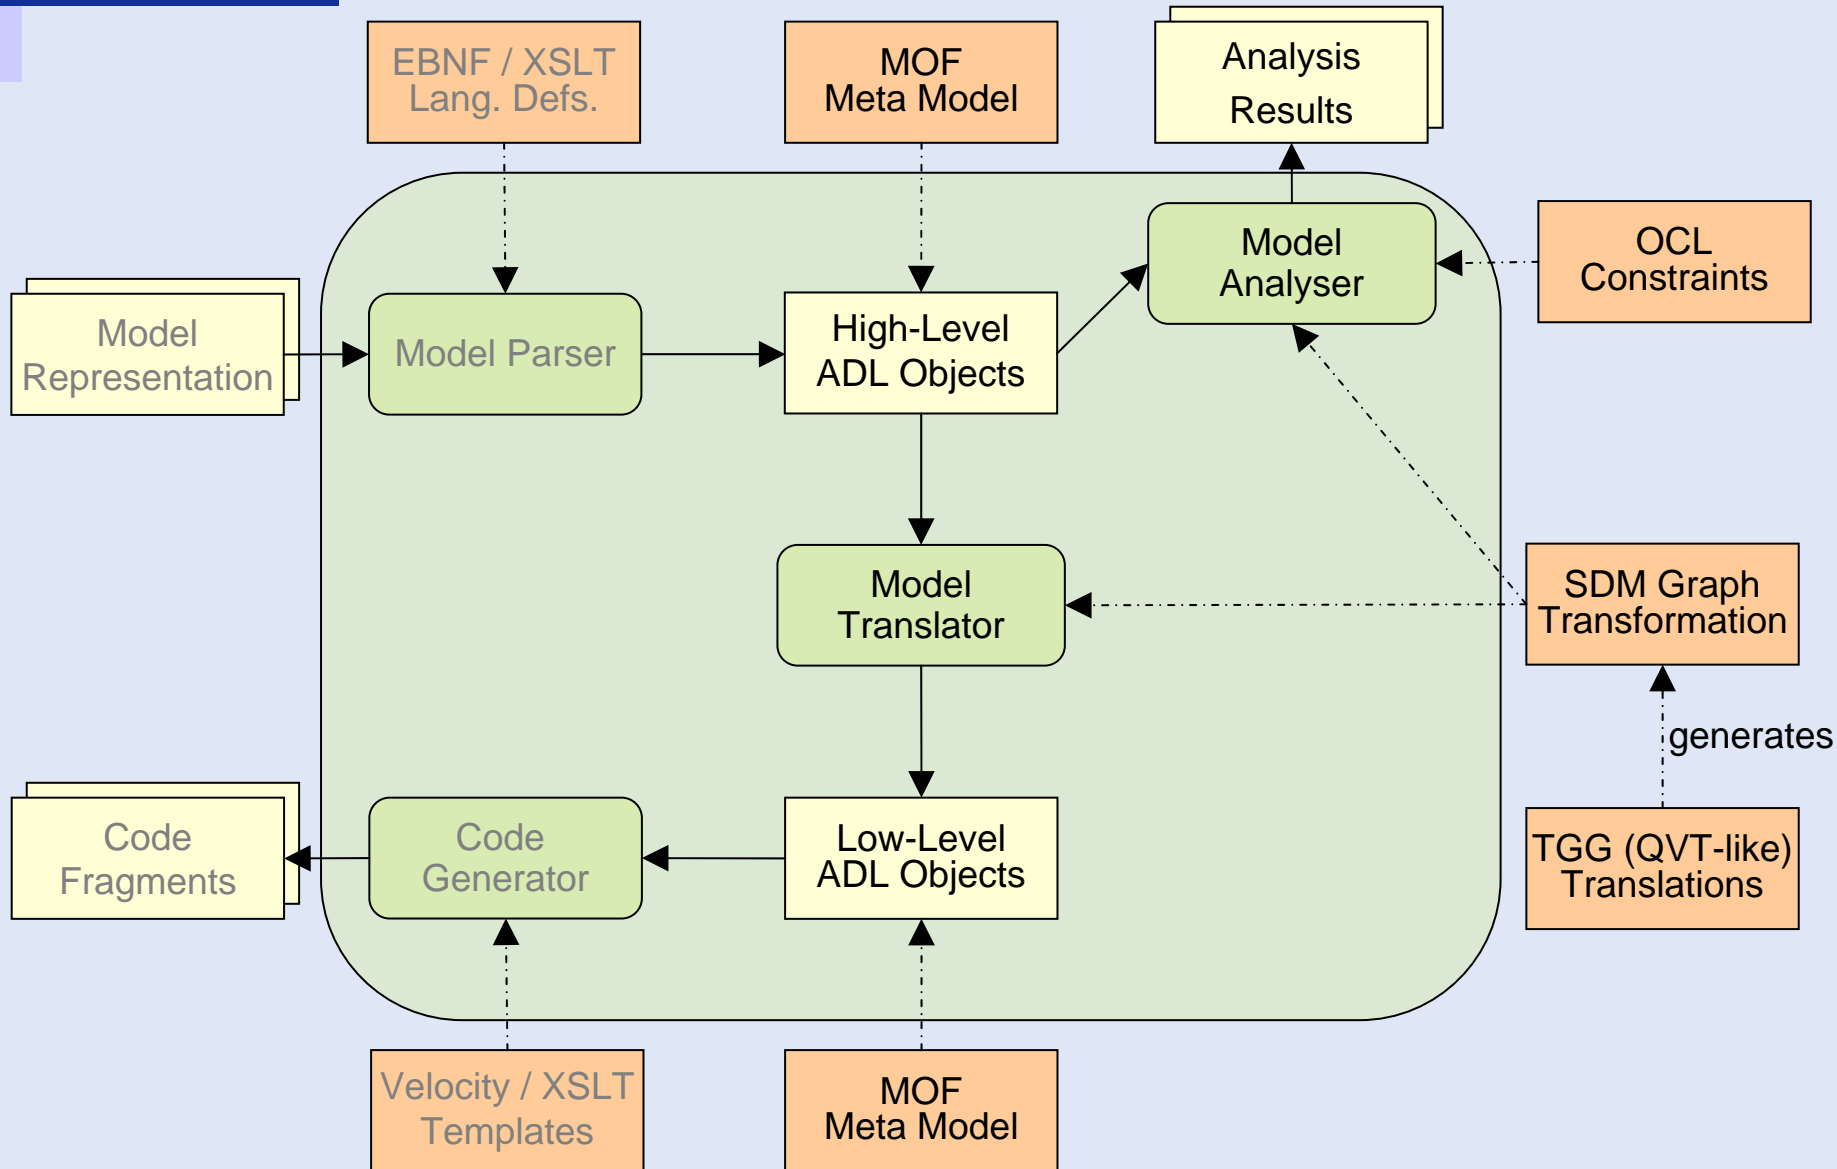 EBNF / XSLT
Lang. Defs.
MOF
Meta Model
Analysis
Results
Model
Analyser
OCL
Constraints
Model
Representation
Model Parser
High-Level
ADL Objects
Model
Translator
SDM Graph
Transformation
generates
Code
Fragments
Code
Generator
Low-Level
ADL Objects
TGG (QVT-like)
Translations
Velocity / XSLT
Templates
MOF
Meta Model